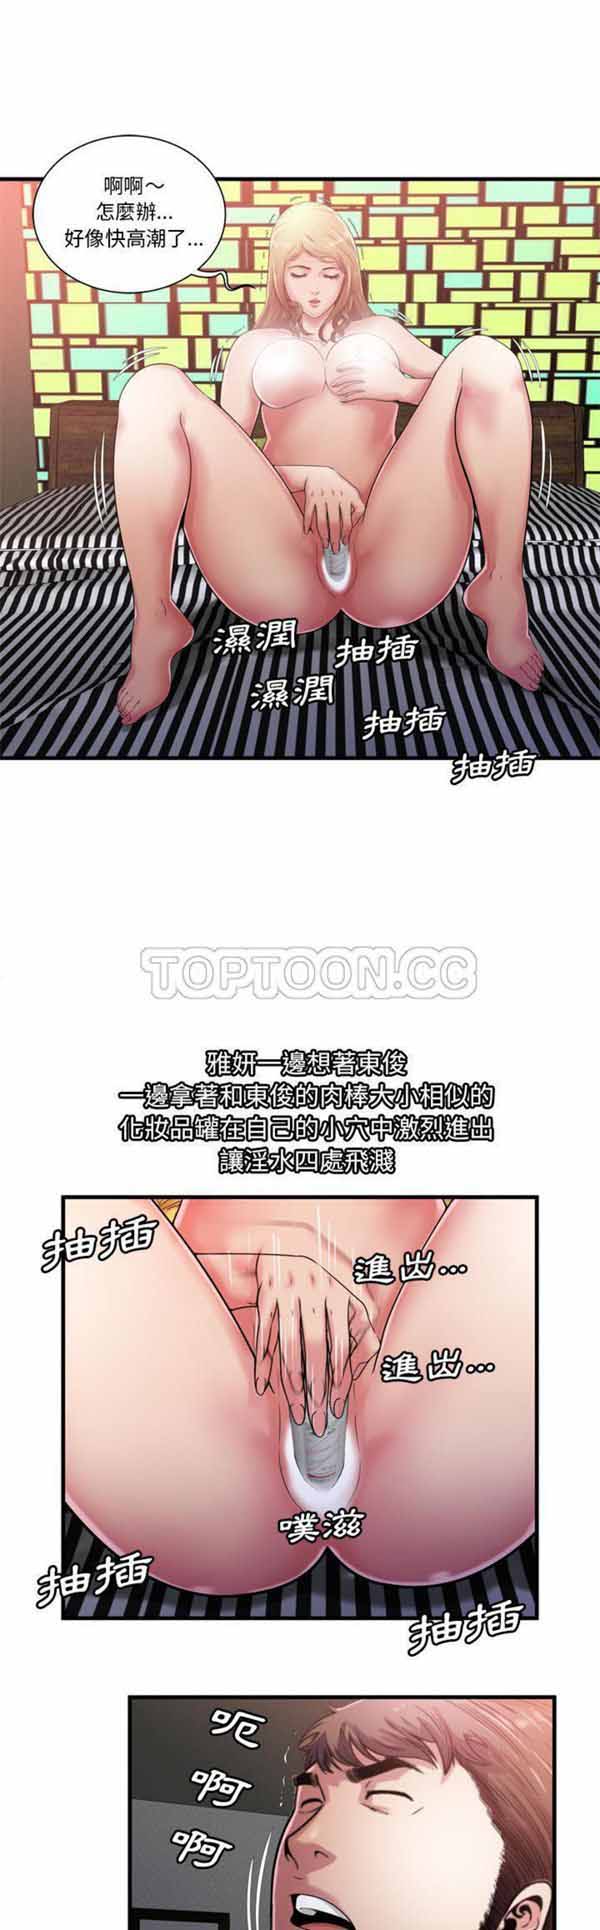 啊啊～
怎麼辦...
好像快高潮了...
濕潤
抽插
濕潤
抽插
抽插
TOPTOON.CC
雅妍一邊想著東俊
一邊拿著和東俊的肉棒大小相似的
化妝品罐在自己的小穴中激烈進出
讓淫水四處飛濺
抽插
進出...
進出...
噗滋
抽插
抽插
呃
啊
啊